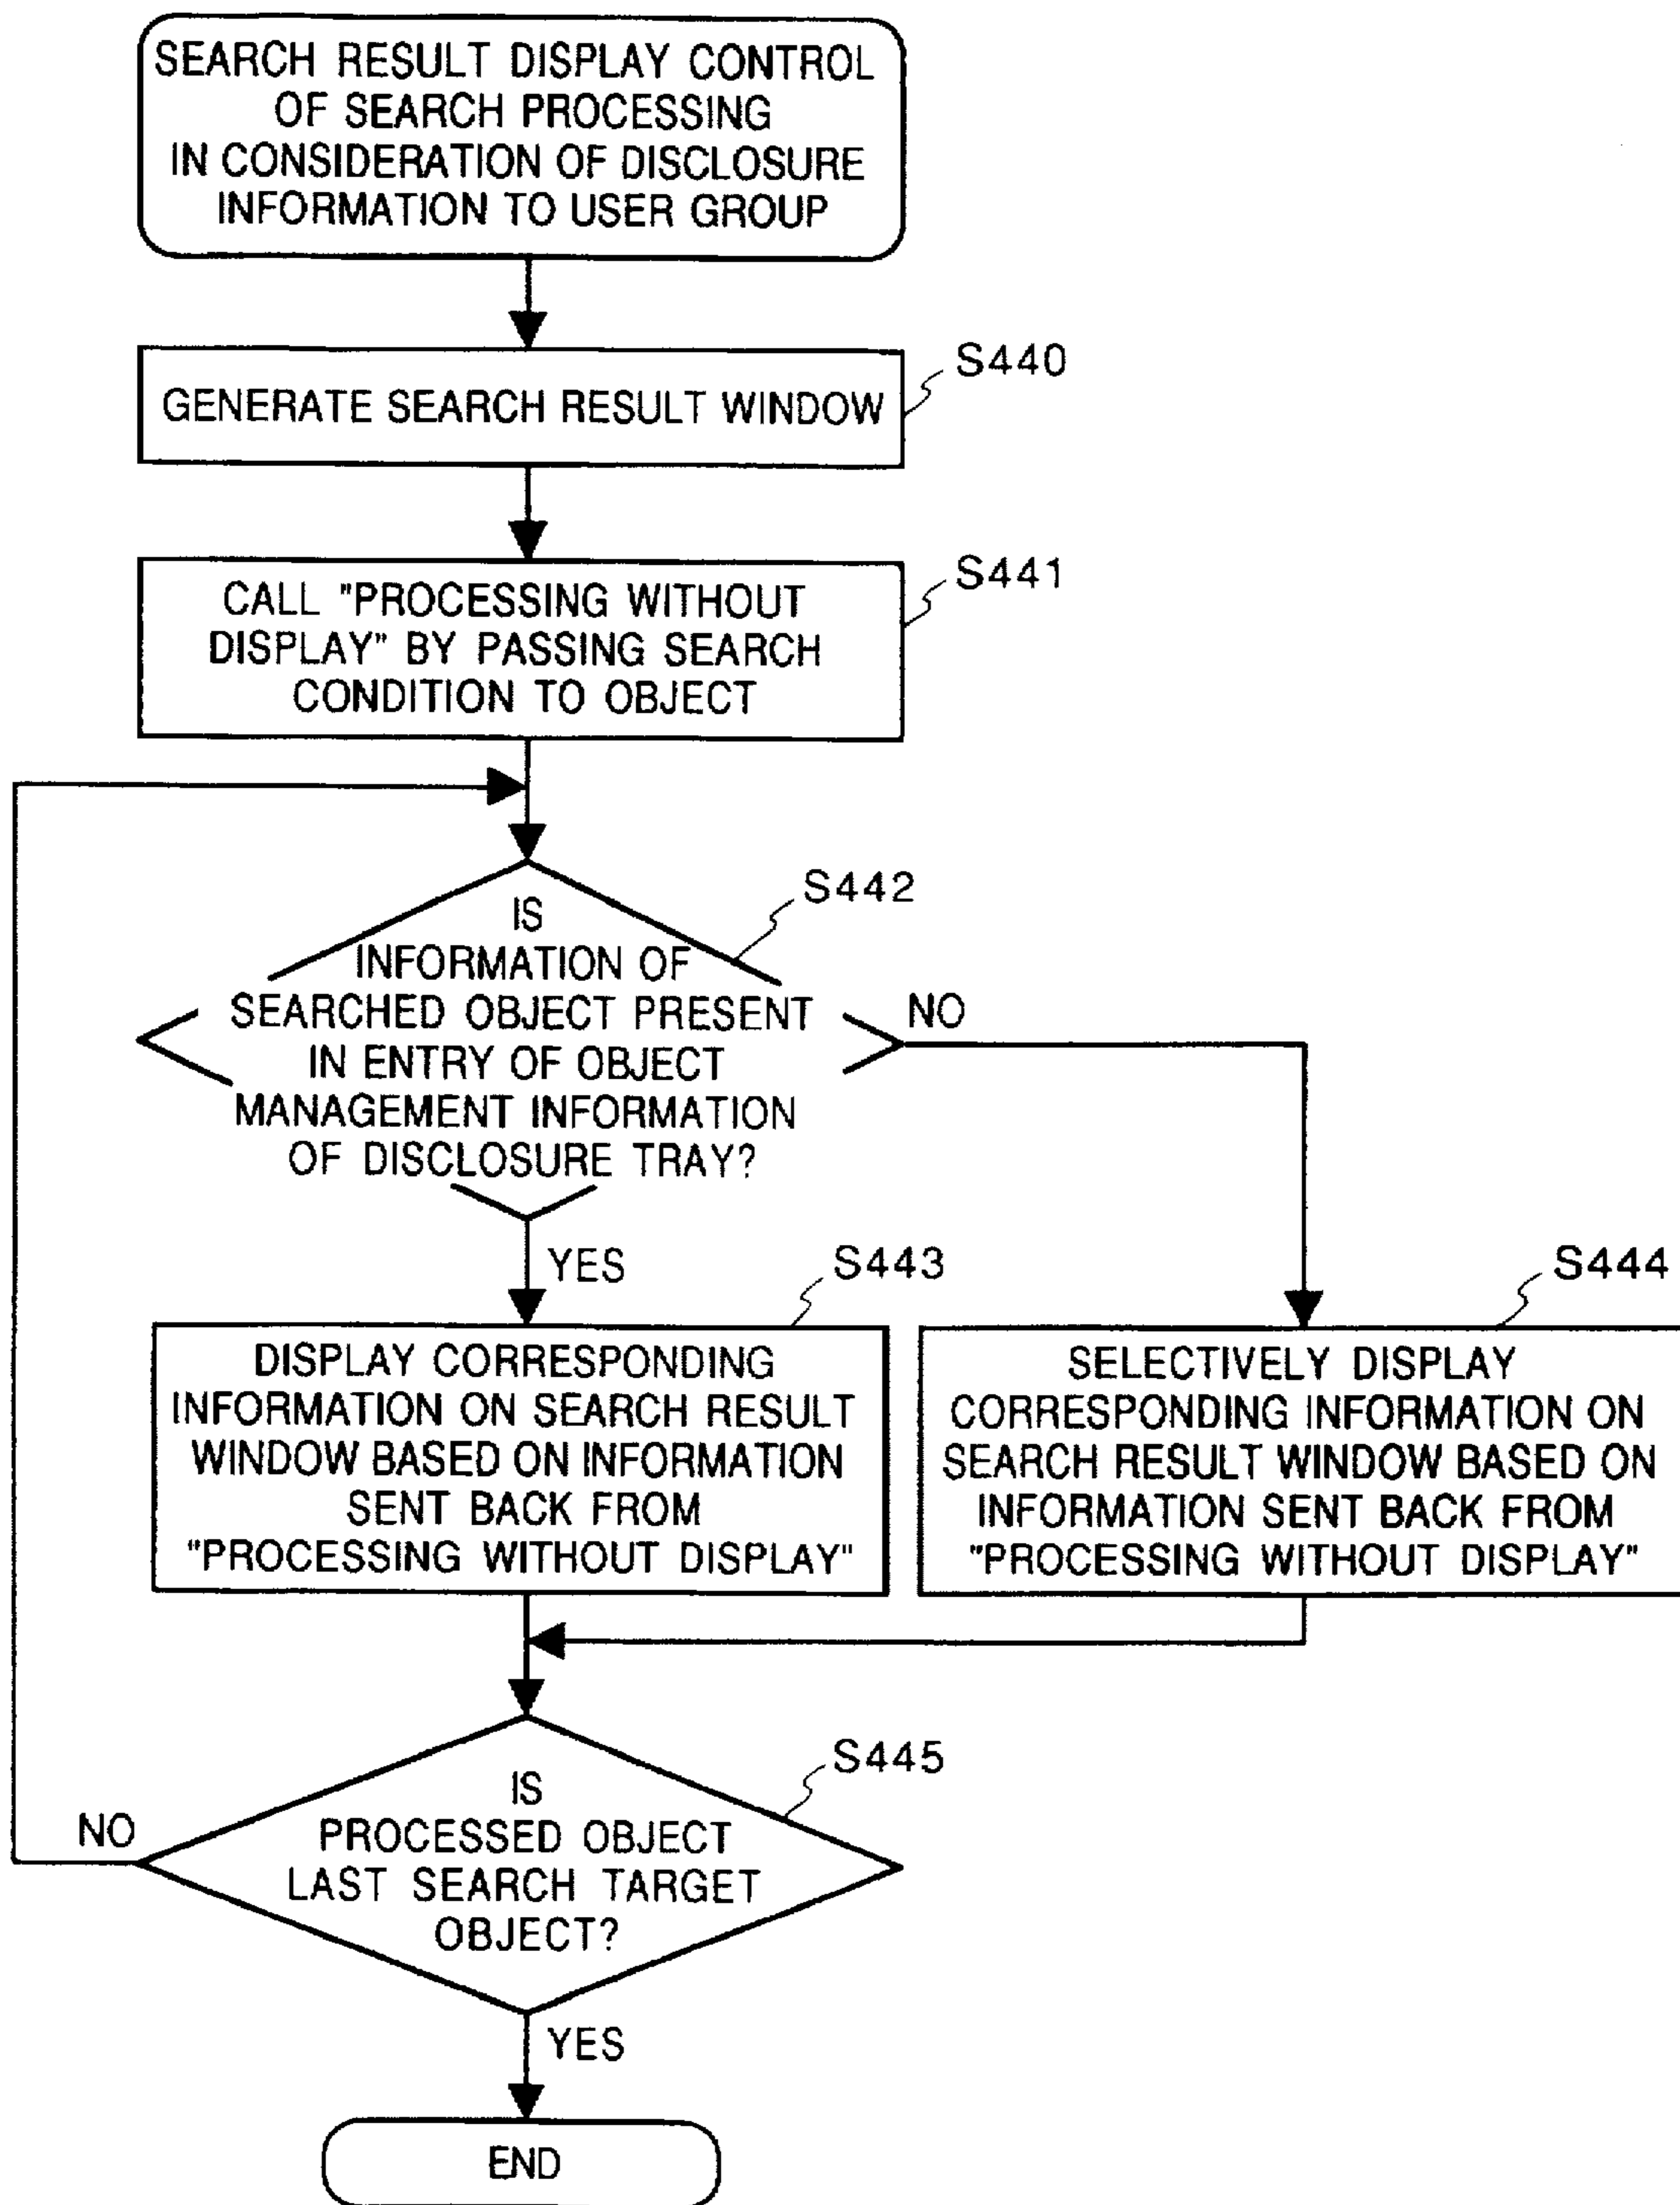 SEARCH RESULT DISPLAY CONTROL
OF SEARCH PROCESSING
IN CONSIDERATION OF DISCLOSURE
INFORMATION TO USER GROUP
S440
GENERATE SEARCH RESULT WINDOW
S441
CALL "PROCESSING WITHOUT
DISPLAY" BY PASSING SEARCH
CONDITION TO OBJECT
S442
IS
INFORMATION OF
SEARCHED OBJECT PRESENT
IN ENTRY OF OBJECT
MANAGEMENT INFORMATION
OF DISCLOSURE TRAY?
NO
YES
S443
DISPLAY CORRESPONDING
INFORMATION ON SEARCH RESULT
WINDOW BASED ON INFORMATION
SENT BACK FROM
"PROCESSING WITHOUT DISPLAY"
S444
SELECTIVELY DISPLAY
CORRESPONDING INFORMATION ON
SEARCH RESULT WINDOW BASED ON
INFORMATION SENT BACK FROM
"PROCESSING WITHOUT DISPLAY"
S445
IS
PROCESSED OBJECT
LAST SEARCH TARGET
OBJECT?
NO
YES
END